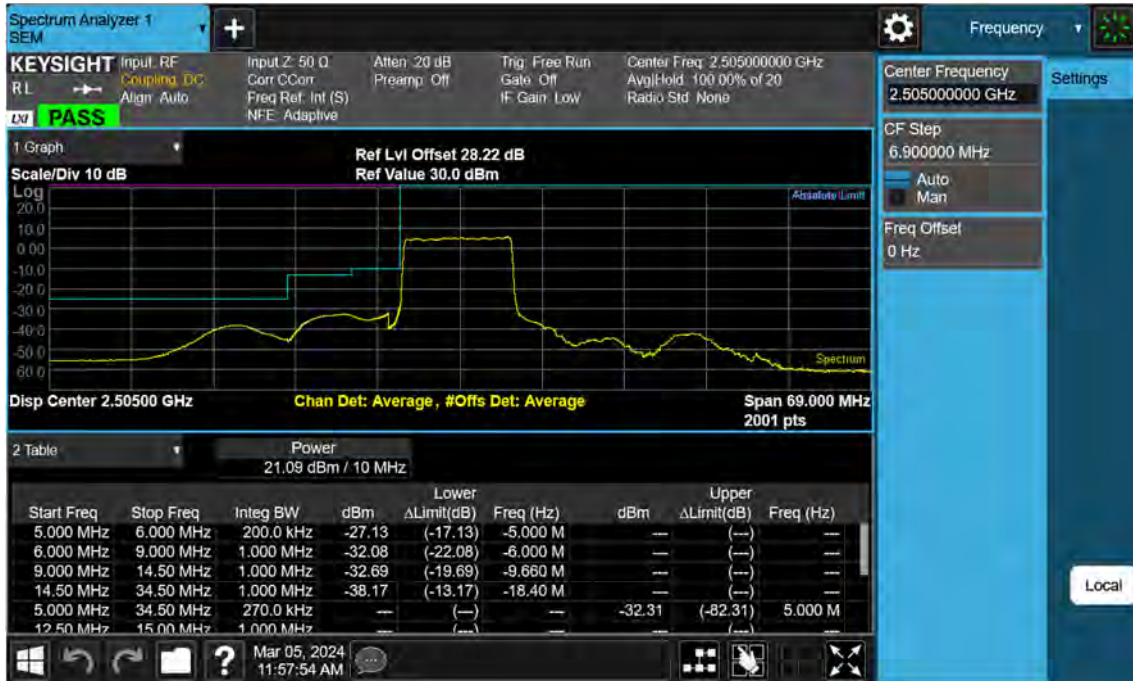 Spectrum Analyzer 1
SEM
Frequency
KEYSIGHT
RL
LXI PASS
Input: RF
Coupling: DC
Align: Auto
Input Z: 50 Ω
Corr CCorr
Freq Ref: Int (S)
NFE: Adaptive
Atten: 20 dB
Preamp: Off
Trig: Free Run
Gate: Off
IF Gain: Low
Center Freq: 2.505000000 GHz
Avg|Hold: 100.00% of 20
Radio Std: None
Center Frequency
2.505000000 GHz
Settings
CF Step
6.900000 MHz
Auto
Man
Freq Offset
0 Hz
1 Graph
Scale/Div 10 dB
Ref Lvl Offset 28.22 dB
Ref Value 30.0 dBm
Log
20.0
10.0
0.00
-10.0
-20.0
-30.0
-40.0
-50.0
-60.0
Absolute Limit
Spectrum
Disp Center 2.50500 GHz
Chan Det: Average, #Offs Det: Average
Span 69.000 MHz
2001 pts
2 Table
Power
21.09 dBm / 10 MHz
Lower Upper
Start Freq Stop Freq Integ BW dBm ΔLimit(dB) Freq (Hz) dBm ΔLimit(dB) Freq (Hz)
5.000 MHz 6.000 MHz 200.0 kHz -27.13 (-17.13) -5.000 M --- (---) ---
6.000 MHz 9.000 MHz 1.000 MHz -32.08 (-22.08) -6.000 M --- (---) ---
9.000 MHz 14.50 MHz 1.000 MHz -32.69 (-19.69) -9.660 M --- (---) ---
14.50 MHz 34.50 MHz 1.000 MHz -38.17 (-13.17) -18.40 M --- (---) ---
5.000 MHz 34.50 MHz 270.0 kHz --- (---) --- -32.31 (-82.31) 5.000 M
12.50 MHz 15.00 MHz 1.000 MHz --- (---) --- --- (---) ---
Local
?
Mar 05, 2024
11:57:54 AM